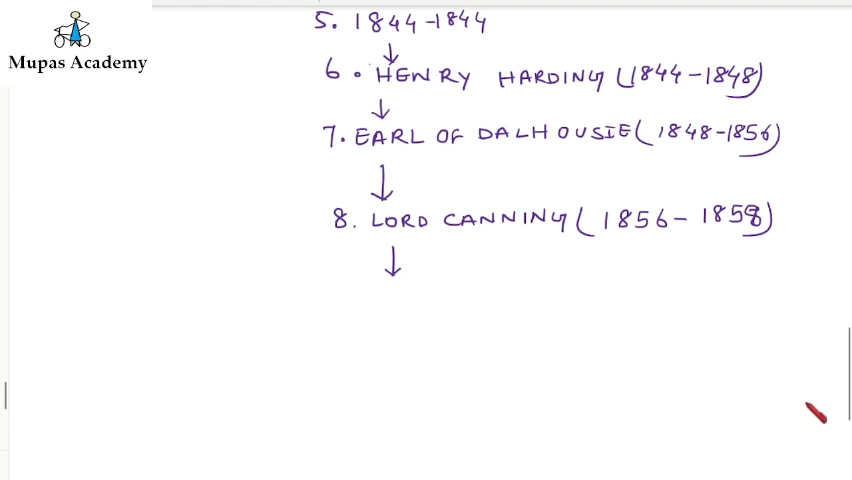 Mupas Academy
5. 1844-1844
6. HENRY HARDING (1844-1848)
7. EARL OF DALHOUSIE (1848-1856)
8. LORD CANNING (1856-1858)